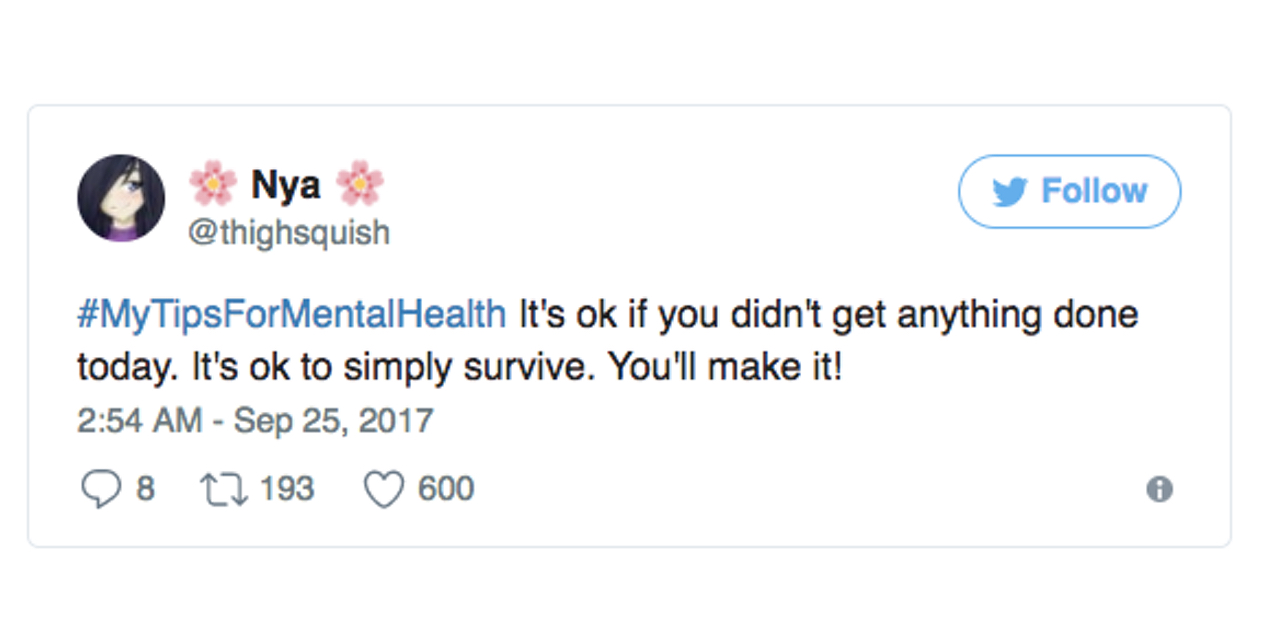 🌸 Nya 🌸
@thighsquish
Follow
#MyTipsForMentalHealth It's ok if you didn't get anything done
today. It's ok to simply survive. You'll make it!
2:54 AM - Sep 25, 2017
8 193 600